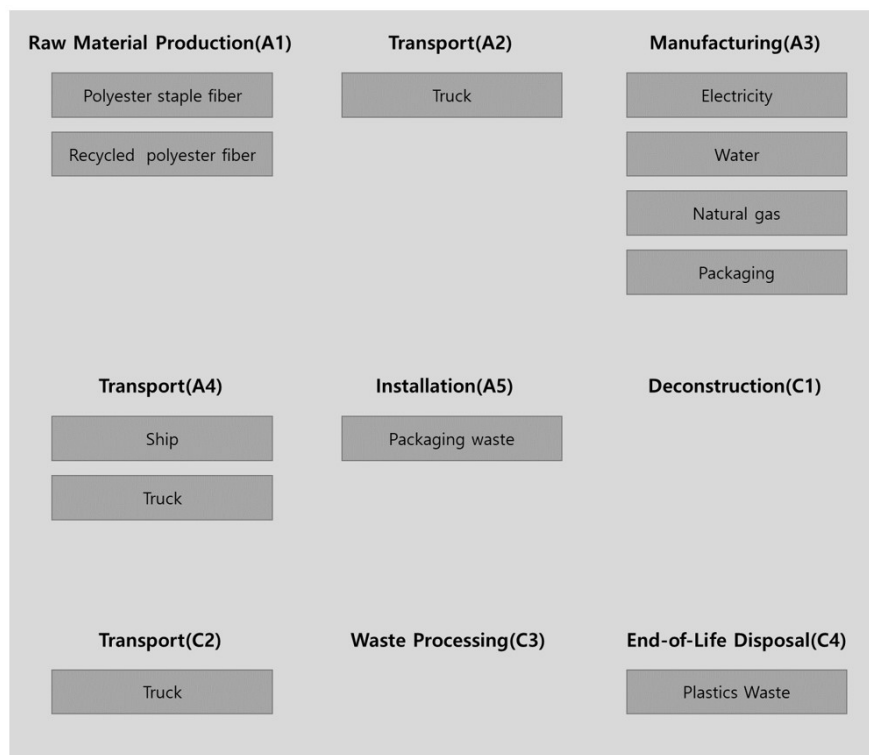 Raw Material Production(A1)
Polyester staple fiber
Recycled polyester fiber
Transport(A2)
Truck
Manufacturing(A3)
Electricity
Water
Natural gas
Packaging
Transport(A4)
Ship
Truck
Installation(A5)
Packaging waste
Deconstruction(C1)
Transport(C2)
Truck
Waste Processing(C3)
End-of-Life Disposal(C4)
Plastics Waste